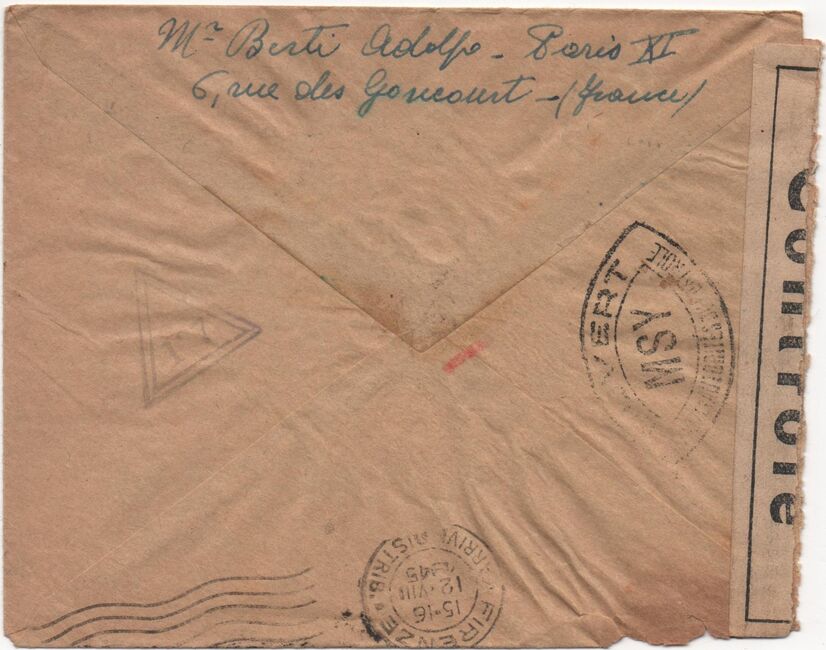 Mr Berti Adolfo - Paris XI
6, rue des Goncourt - (France)
VERT
MSY
Contrôle
FIRENZE
ARRIVI DISTRIB.
15-16
12·VIII
1945